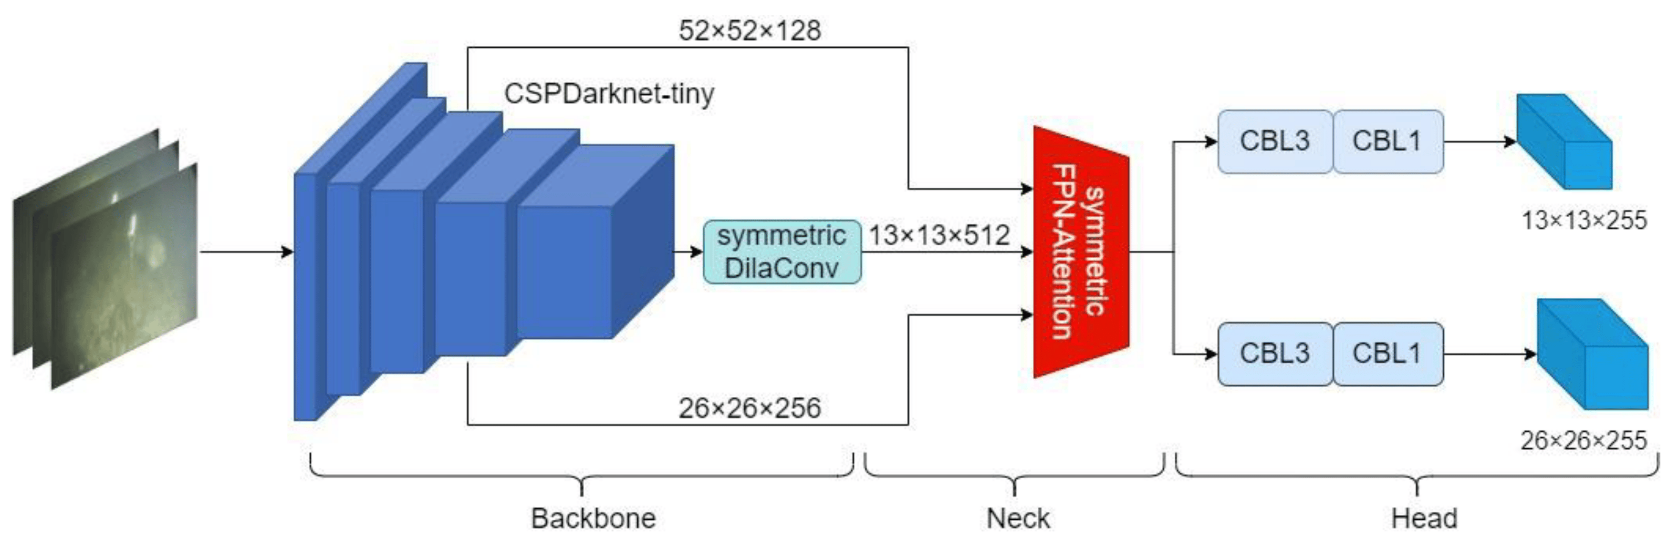 52×52×128
CSPDarknet-tiny
symmetric
DilaConv
13×13×512
26×26×256
symmetric
FPN-Attention
CBL3
CBL1
13×13×255
CBL3
CBL1
26×26×255
Backbone
Neck
Head